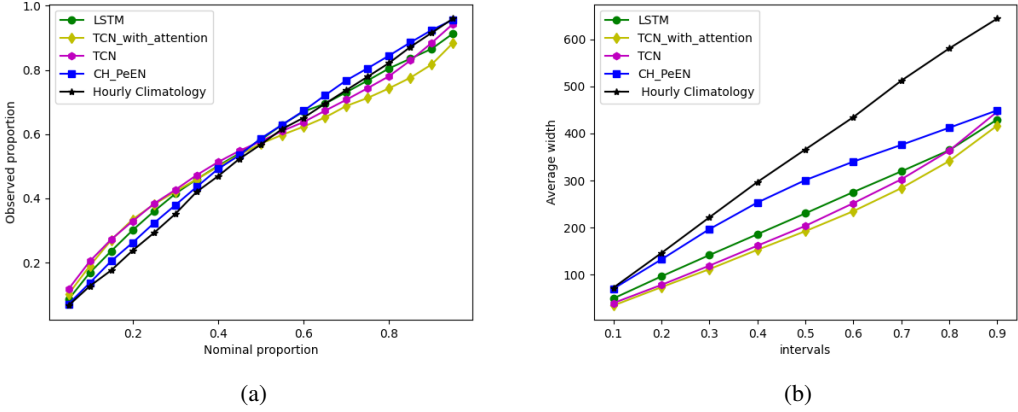 1.0
0.8
0.6
0.4
0.2
Observed proportion
0.2
0.4
0.6
0.8
Nominal proportion
LSTM
TCN_with_attention
TCN
CH_PeEN
Hourly Climatology
(a)
600
500
400
300
200
100
Average width
0.1
0.2
0.3
0.4
0.5
0.6
0.7
0.8
0.9
intervals
LSTM
TCN_with_attention
TCN
CH_PeEN
Hourly Climatology
(b)